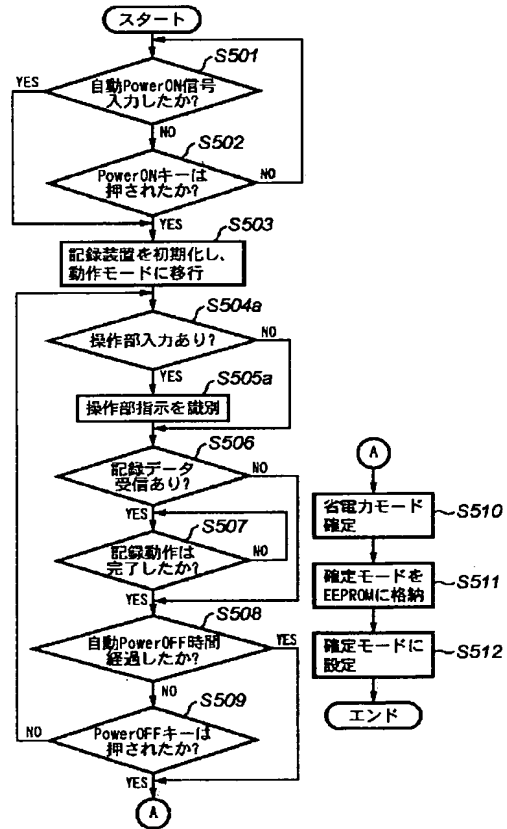 スタート
S501
自動PowerON信号
入力したか?
YES
NO
S502
PowerONキーは
押されたか?
NO
YES
S503
記録装置を初期化し、
動作モードに移行
S504a
操作部入力あり?
NO
YES
S505a
操作部指示を識別
S506
記録データ
受信あり?
NO
YES
S507
記録動作は
完了したか?
NO
YES
S508
自動PowerOFF時間
経過したか?
YES
NO
S509
PowerOFFキーは
押されたか?
NO
YES
A
A
省電力モード
確定
S510
確定モードを
EEPROMに格納
S511
確定モードに
設定
S512
エンド